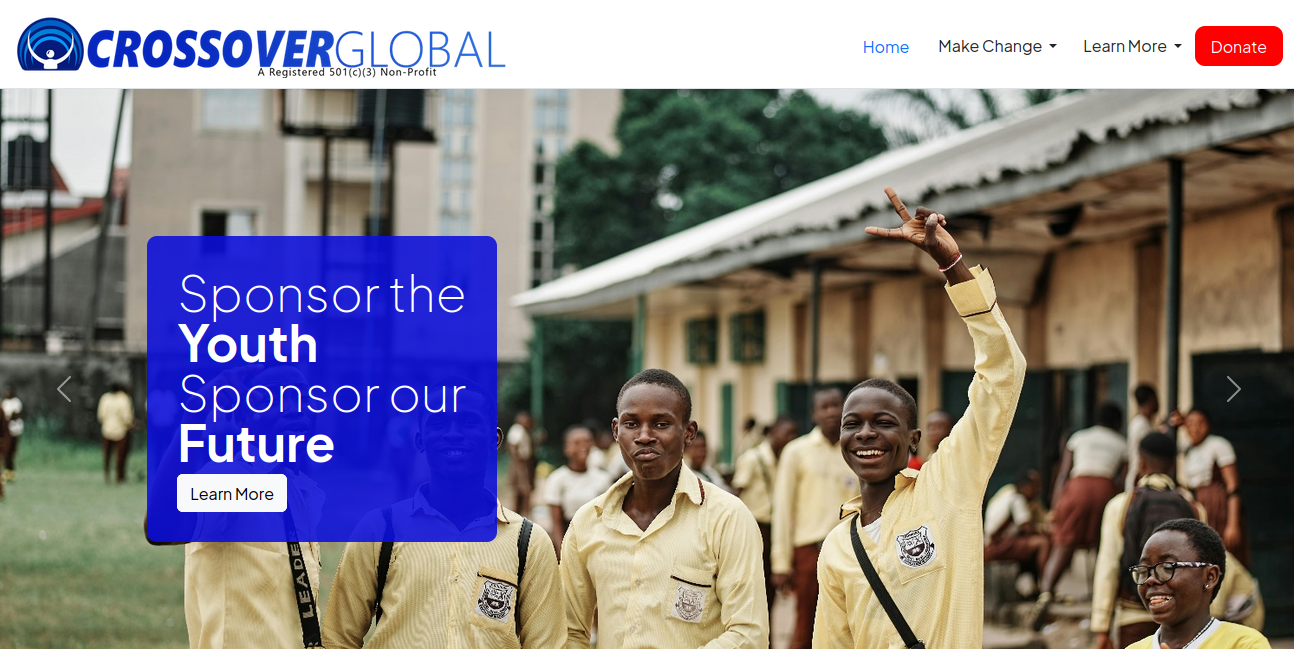 CROSSOVERGLOBAL
A Registered 501(c)(3) Non-Profit
Home Make Change Learn More Donate
Sponsor the
Youth
Sponsor our
Future
Learn More
LEADE